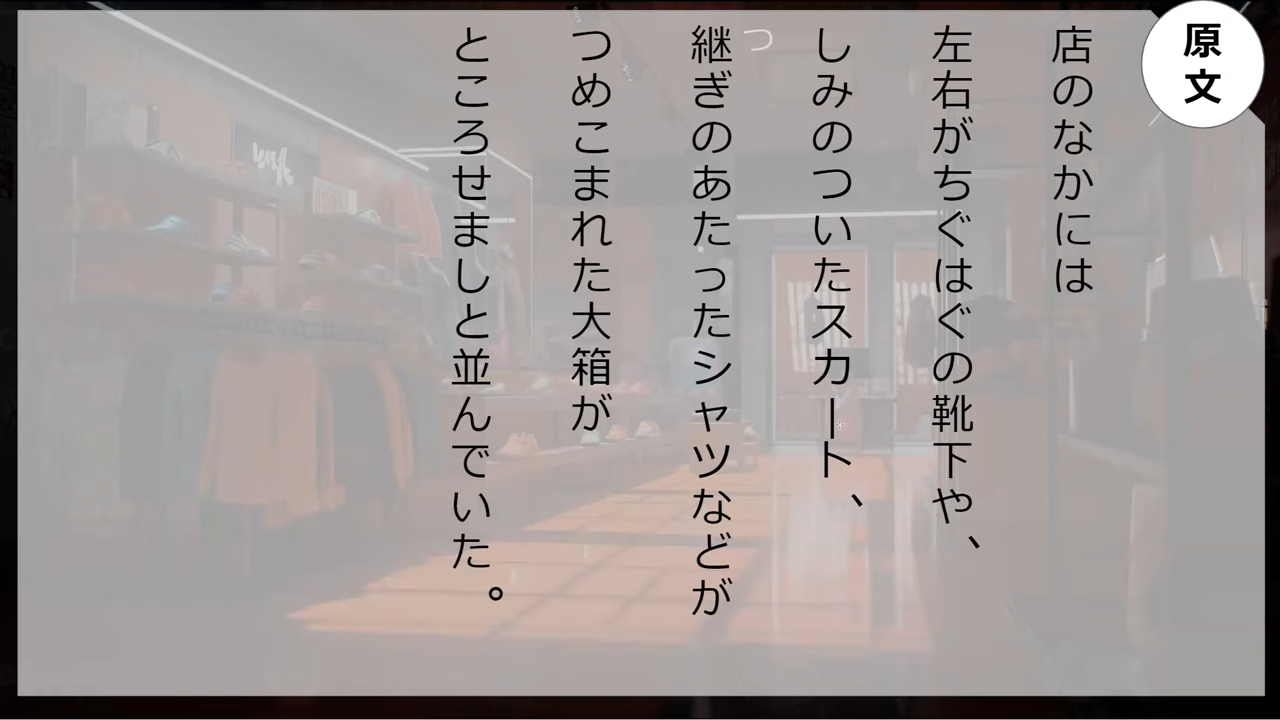 原文
店のなかには
左右がちぐはぐの靴下や、
しみのついたスカート、
つ
継ぎのあたったシャツなどが
つめこまれた大箱が
ところせましと並んでいた。